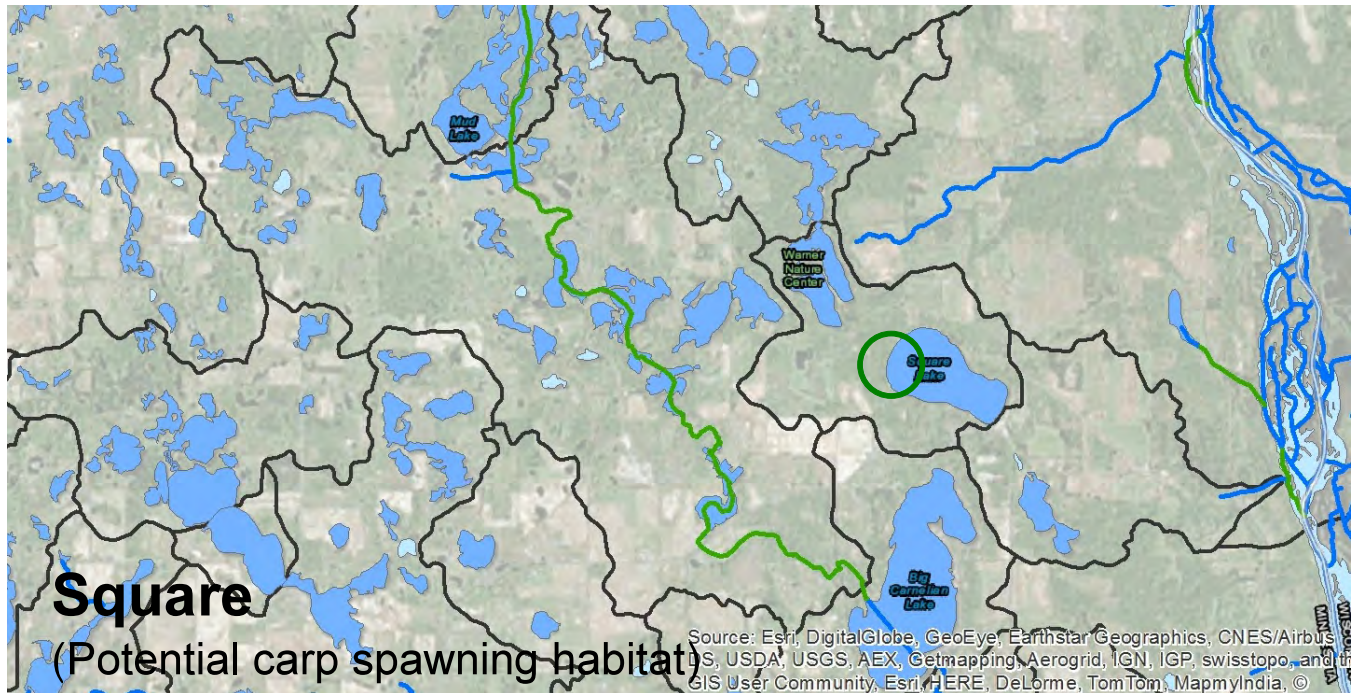 Mud
Lake
Warner
Nature
Center
Square
Lake
Big
Carnelian
Lake
Square
(Potential carp spawning habitat)
Source: Esri, DigitalGlobe, GeoEye, Earthstar Geographics, CNES/Airbus
DS, USDA, USGS, AEX, Getmapping, Aerogrid, IGN, IGP, swisstopo, and th
GIS User Community, Esri, HERE, DeLorme, TomTom, MapmyIndia, ©